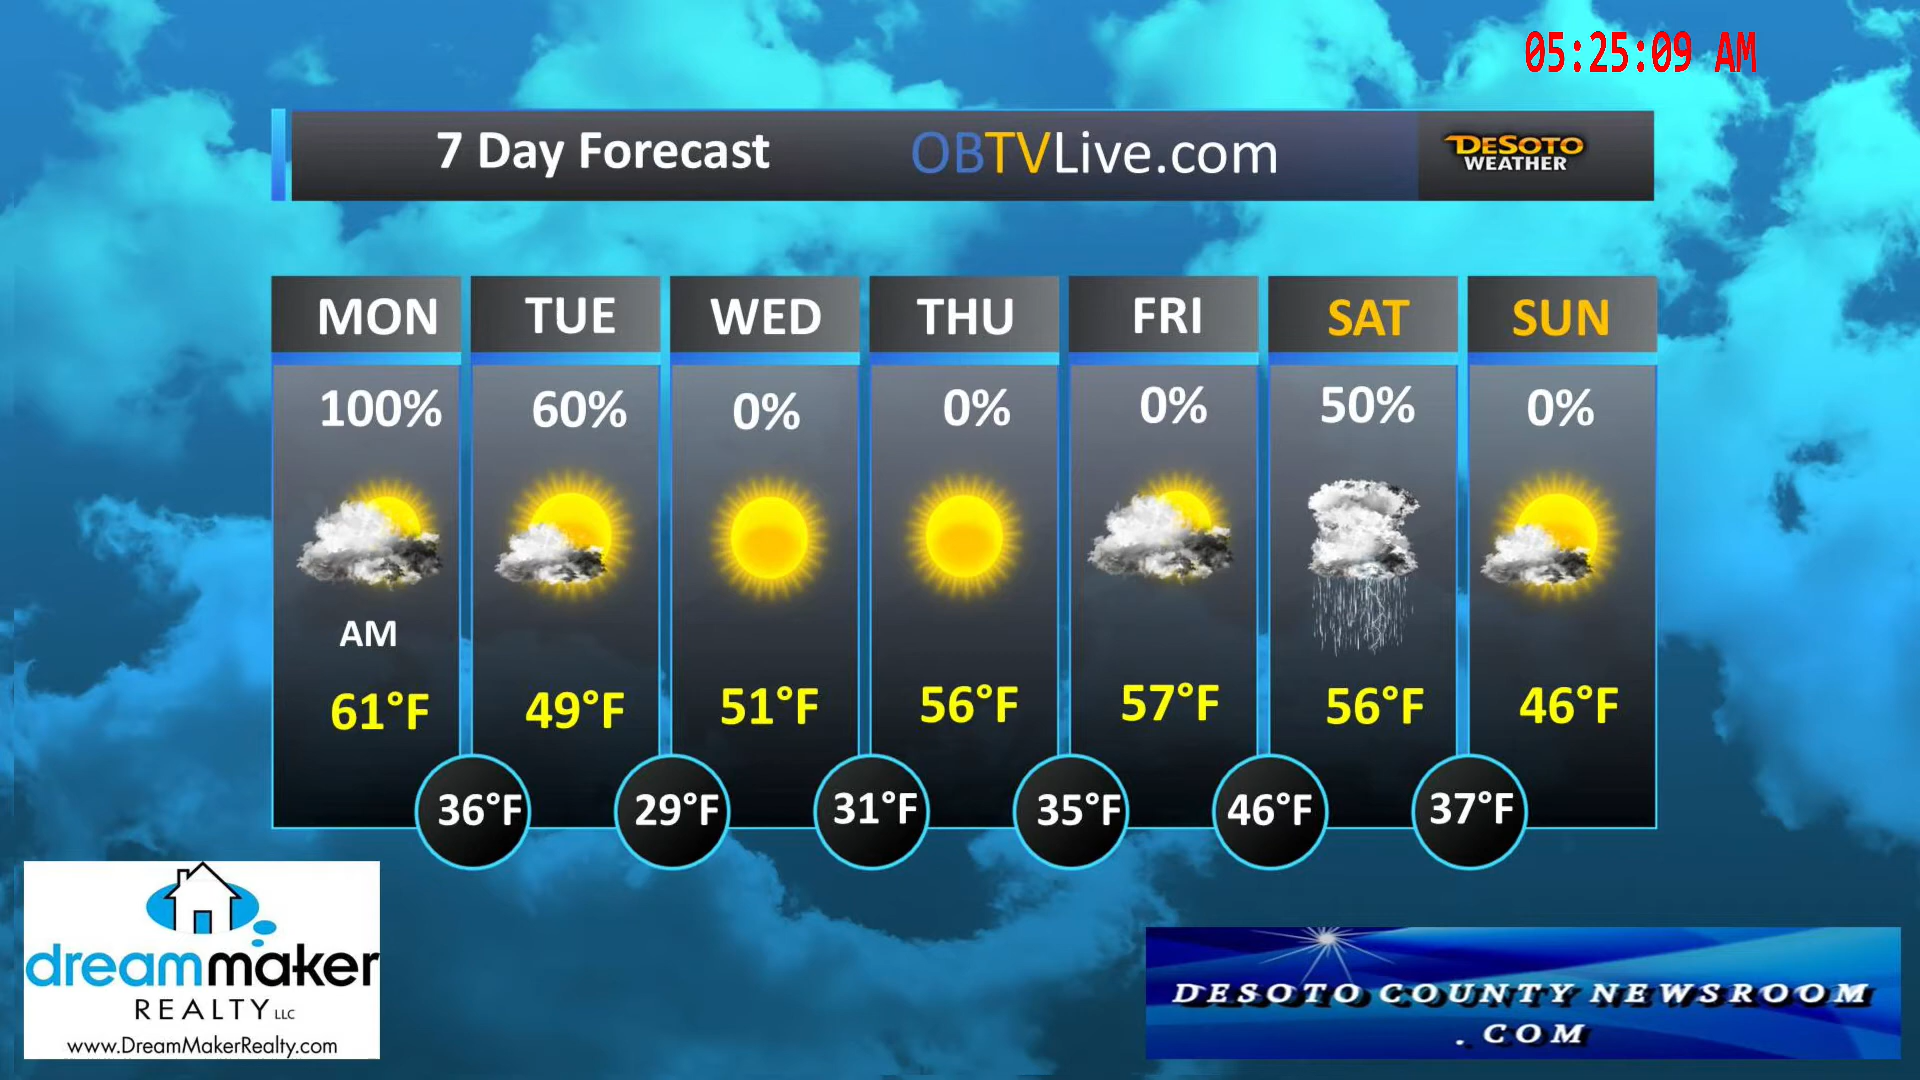 05:25:09 AM
7 Day Forecast OBTVLive.com DESOTO WEATHER
MON TUE WED THU FRI SAT SUN
100% 60% 0% 0% 0% 50% 0%
AM
61°F 49°F 51°F 56°F 57°F 56°F 46°F
36°F 29°F 31°F 35°F 46°F 37°F
dreammaker
REALTY LLC
www.DreamMakerRealty.com
DESOTO COUNTY NEWSROOM
. COM